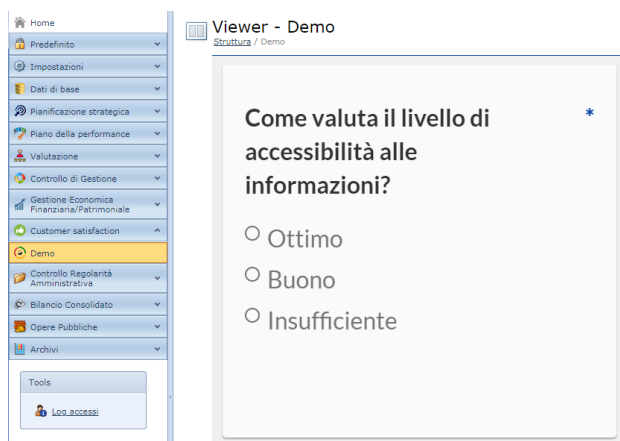 Home
Predefinito
Impostazioni
Dati di base
Pianificazione strategica
Piano della performance
Valutazione
Controllo di Gestione
Gestione Economica
Finanziaria/Patrimoniale
Customer satisfaction
Demo
Controllo Regolarità
Amministrativa
Bilancio Consolidato
Opere Pubbliche
Archivi
Tools
Log accessi
Viewer - Demo
Struttura / Demo
Come valuta il livello di *
accessibilità alle
informazioni?
Ottimo
Buono
Insufficiente